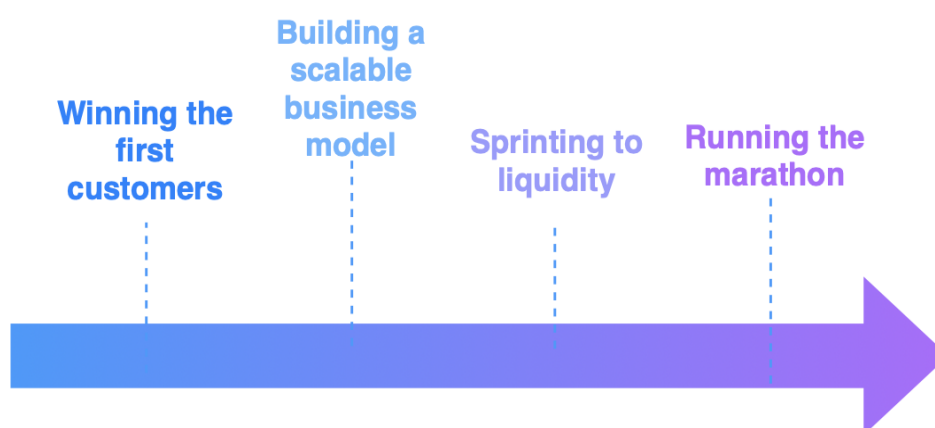 Winning the
first
customers
Building a
scalable
business
model
Sprinting to
liquidity
Running the
marathon